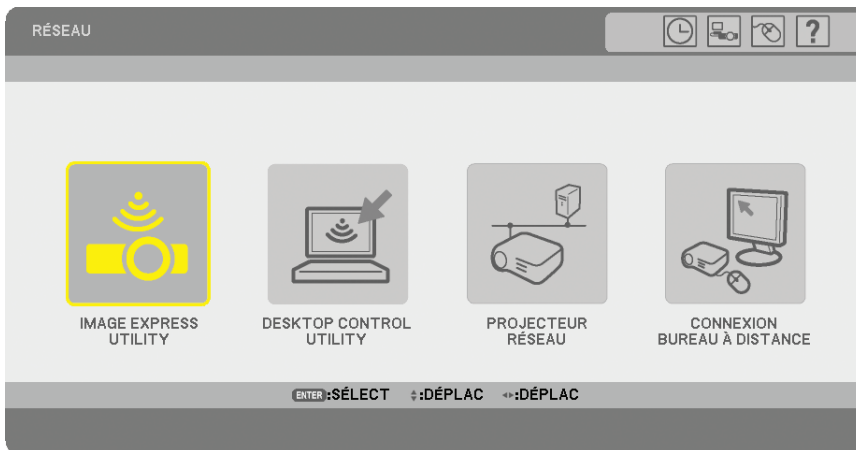 RÉSEAU
?
IMAGE EXPRESS
UTILITY
DESKTOP CONTROL
UTILITY
PROJECTEUR
RÉSEAU
CONNEXION
BUREAU À DISTANCE
ENTER:SÉLECT :DÉPLAC :DÉPLAC